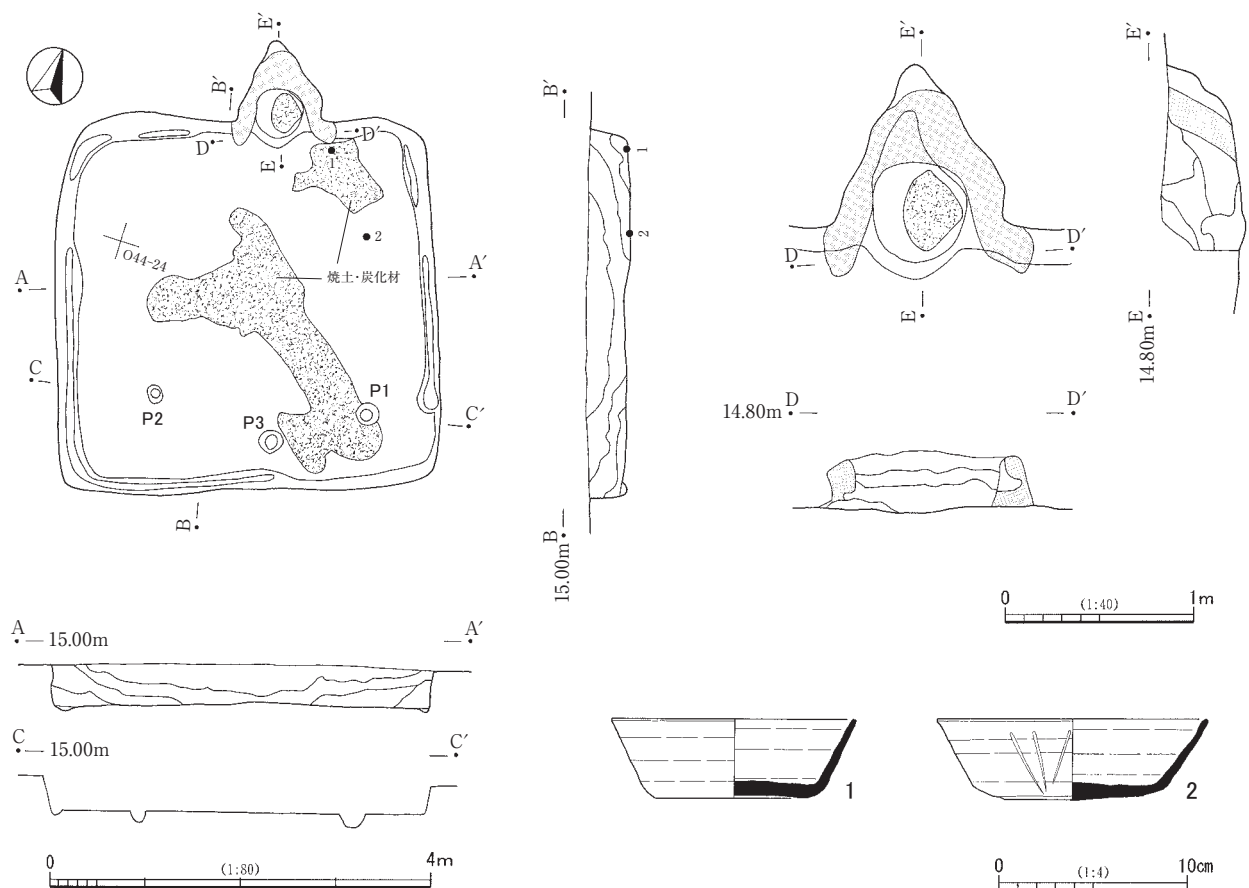 E′
B′
D
D′
E
1
2
O44-24
焼土・炭化材
A
A′
C
C′
P1
P2
P3
B
B′
1
2
B
15.00m
E′
D
D′
E
E′
E
14.80m
14.80m
D
D′
0
(1:40)
1m
A
15.00m
A′
C
15.00m
C′
0
(1:80)
4m
1
2
0
(1:4)
10cm